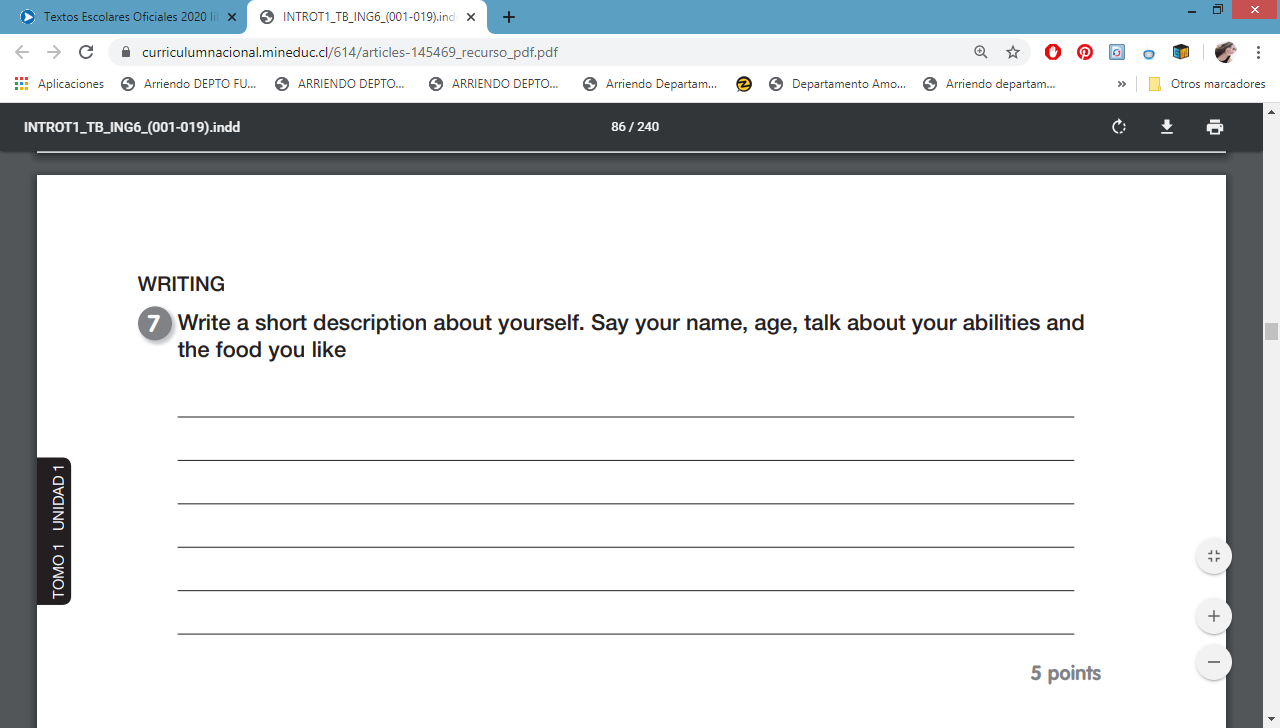 Textos Escolares Oficiales 2020 li
INTROT1_TB_ING6_(001-019).ind
curriculumnacional.mineduc.cl/614/articles-145469_recurso_pdf.pdf
Aplicaciones
Arriendo DEPTO FU...
ARRIENDO DEPTO...
ARRIENDO DEPTO...
Arriendo Departam...
Departamento Amo...
Arriendo departam...
»
Otros marcadores
INTROT1_TB_ING6_(001-019).indd
86 / 240
WRITING
7 Write a short description about yourself. Say your name, age, talk about your abilities and
the food you like
TOMO 1 UNIDAD 1
5 points